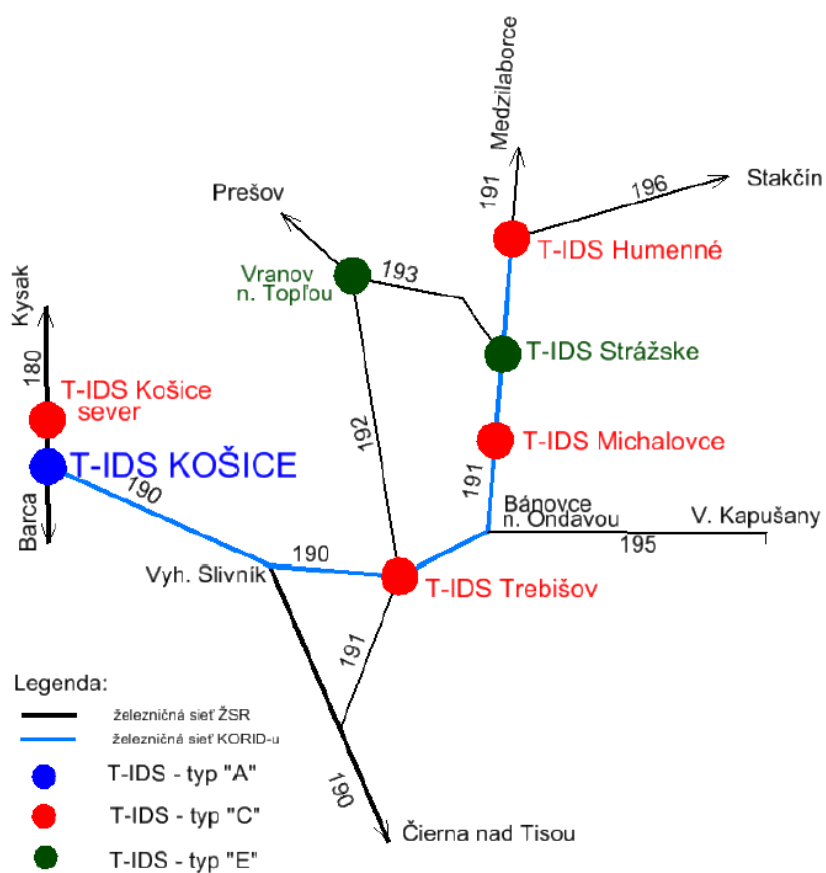 Medzilaborce
191
196
Stakčín
Prešov
T-IDS Humenné
Vranov
n. Topľou
193
Kysak
180
T-IDS Strážske
T-IDS Košice
sever
192
T-IDS Michalovce
T-IDS KOŠICE
190
191
Barca
Bánovce
n. Ondavou
V. Kapušany
195
190
Vyh. Slivník
T-IDS Trebišov
191
190
Čierna nad Tisou
Legenda:
železničná sieť ŽSR
železničná sieť KORID-u
T-IDS - typ "A"
T-IDS - typ "C"
T-IDS - typ "E"